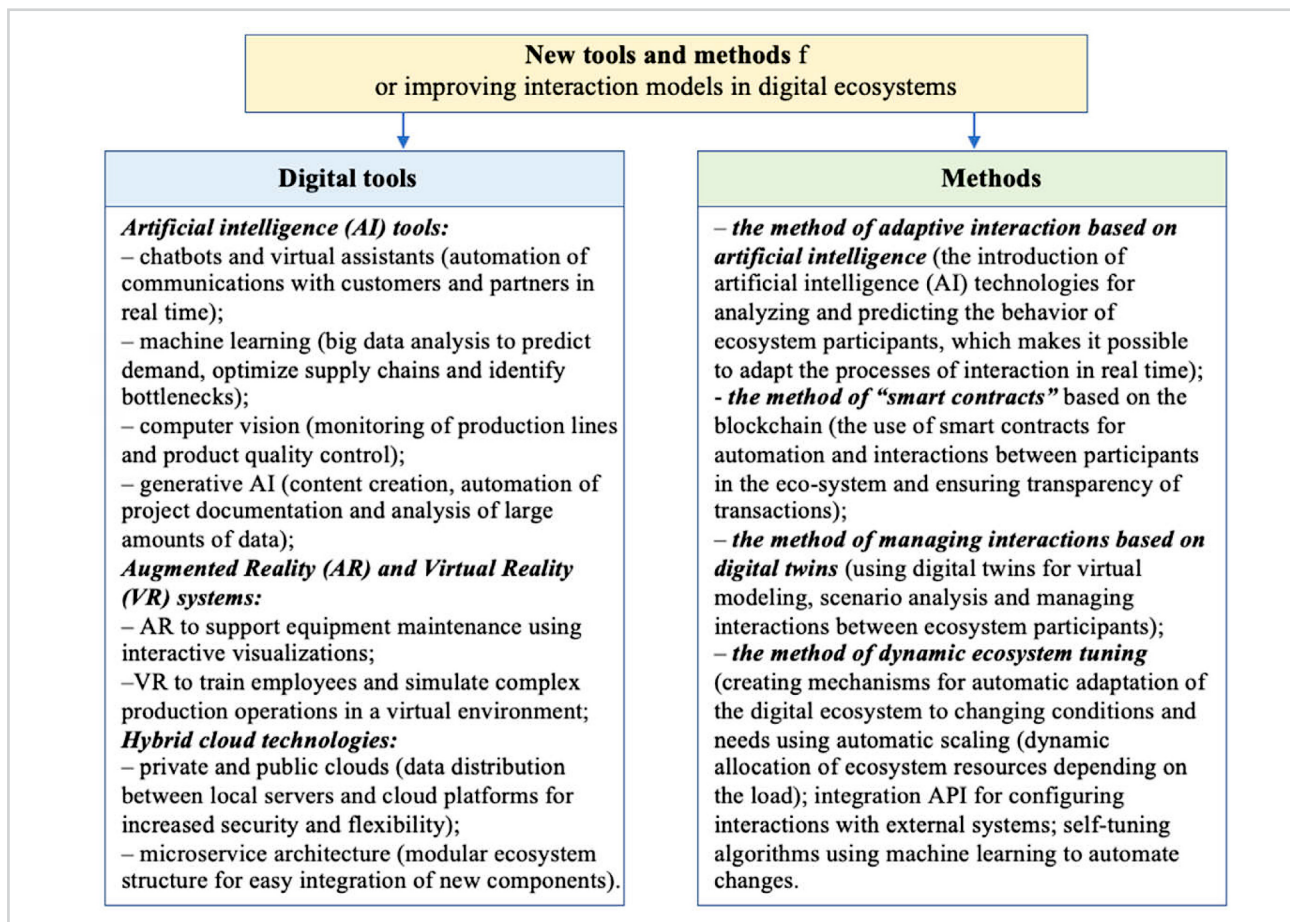 New tools and methods f
or improving interaction models in digital ecosystems
Digital tools
Artificial intelligence (AI) tools:
– chatbots and virtual assistants (automation of
communications with customers and partners in
real time);
– machine learning (big data analysis to predict
demand, optimize supply chains and identify
bottlenecks);
– computer vision (monitoring of production lines
and product quality control);
– generative AI (content creation, automation of
project documentation and analysis of large
amounts of data);
Augmented Reality (AR) and Virtual Reality
(VR) systems:
– AR to support equipment maintenance using
interactive visualizations;
–VR to train employees and simulate complex
production operations in a virtual environment;
Hybrid cloud technologies:
– private and public clouds (data distribution
between local servers and cloud platforms for
increased security and flexibility);
– microservice architecture (modular ecosystem
structure for easy integration of new components).
Methods
– the method of adaptive interaction based on
artificial intelligence (the introduction of
artificial intelligence (AI) technologies for
analyzing and predicting the behavior of
ecosystem participants, which makes it possible
to adapt the processes of interaction in real time);
- the method of “smart contracts” based on the
blockchain (the use of smart contracts for
automation and interactions between participants
in the eco-system and ensuring transparency of
transactions);
– the method of managing interactions based on
digital twins (using digital twins for virtual
modeling, scenario analysis and managing
interactions between ecosystem participants);
– the method of dynamic ecosystem tuning
(creating mechanisms for automatic adaptation of
the digital ecosystem to changing conditions and
needs using automatic scaling (dynamic
allocation of ecosystem resources depending on
the load); integration API for configuring
interactions with external systems; self-tuning
algorithms using machine learning to automate
changes.